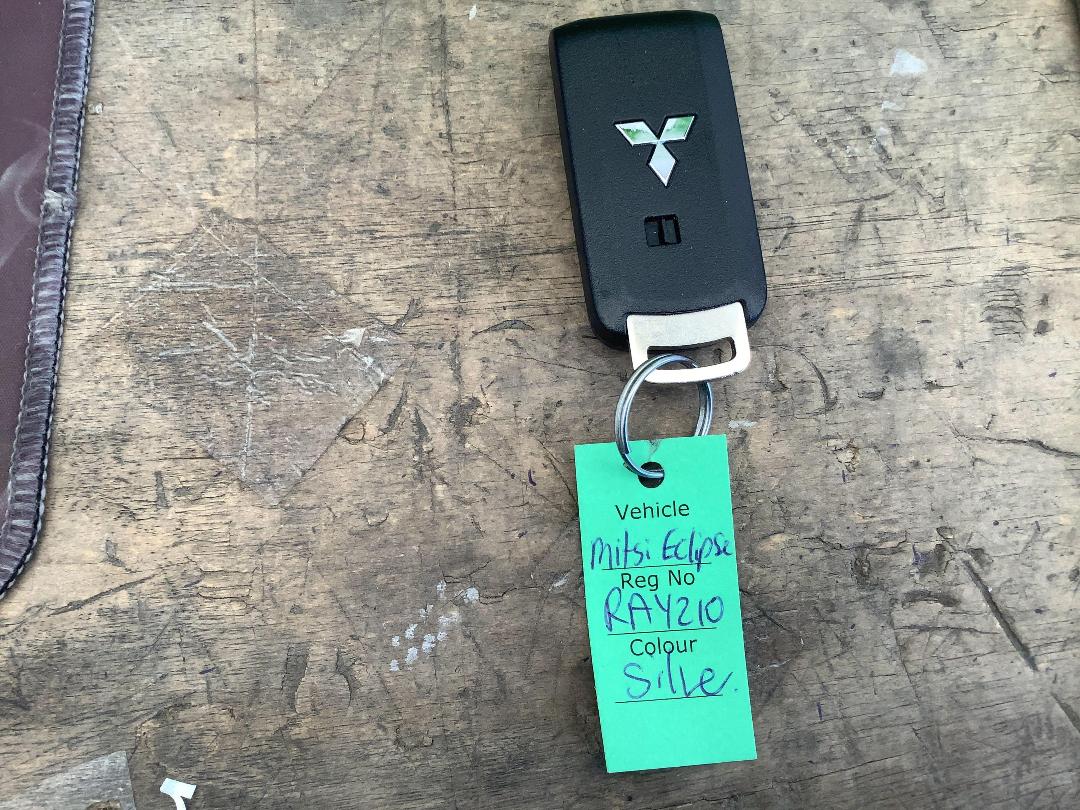 Vehicle
Mitsi Eclipse
Reg No
RAY210
Colour
Silve.